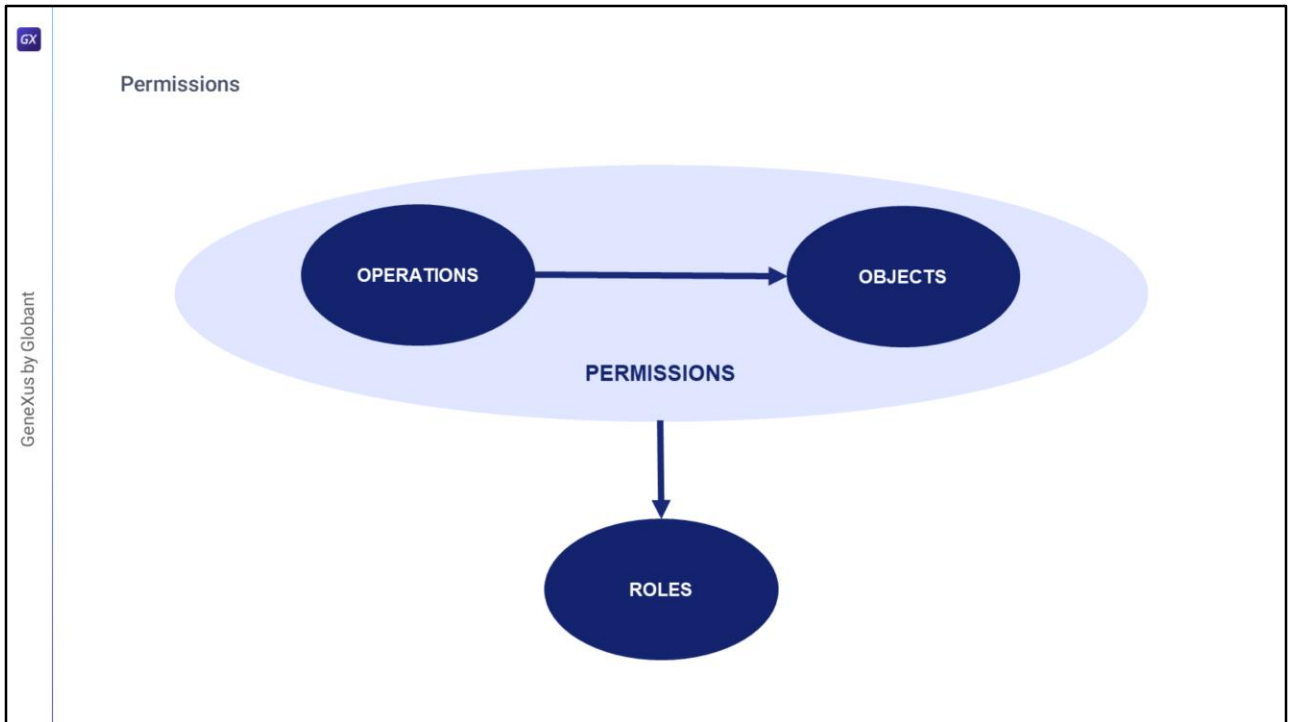 GX
Permissions
OPERATIONS
OBJECTS
PERMISSIONS
ROLES
GeneXus by Globant